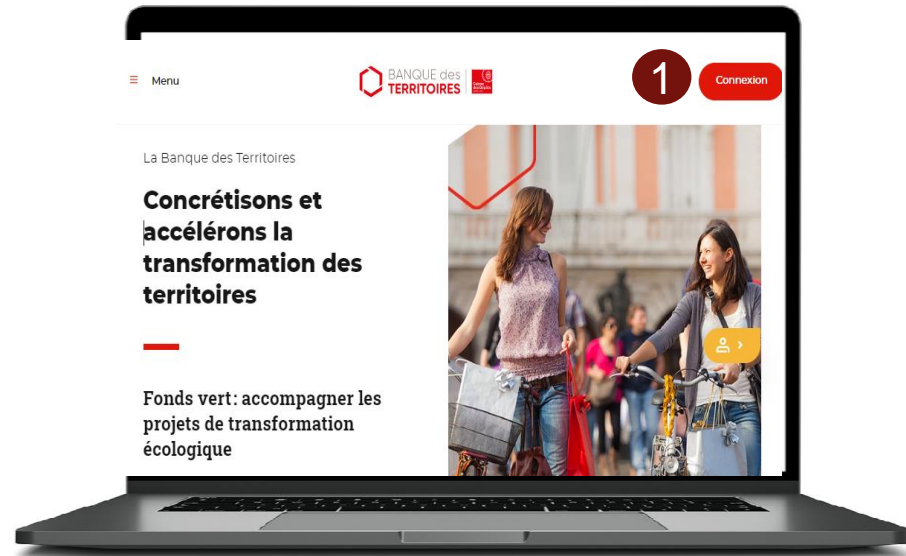 ☰ Menu
BANQUE des
TERRITOIRES
1
Connexion
La Banque des Territoires
Concrétisons et
accélérons la
transformation des
territoires
Fonds vert : accompagner les
projets de transformation
écologique